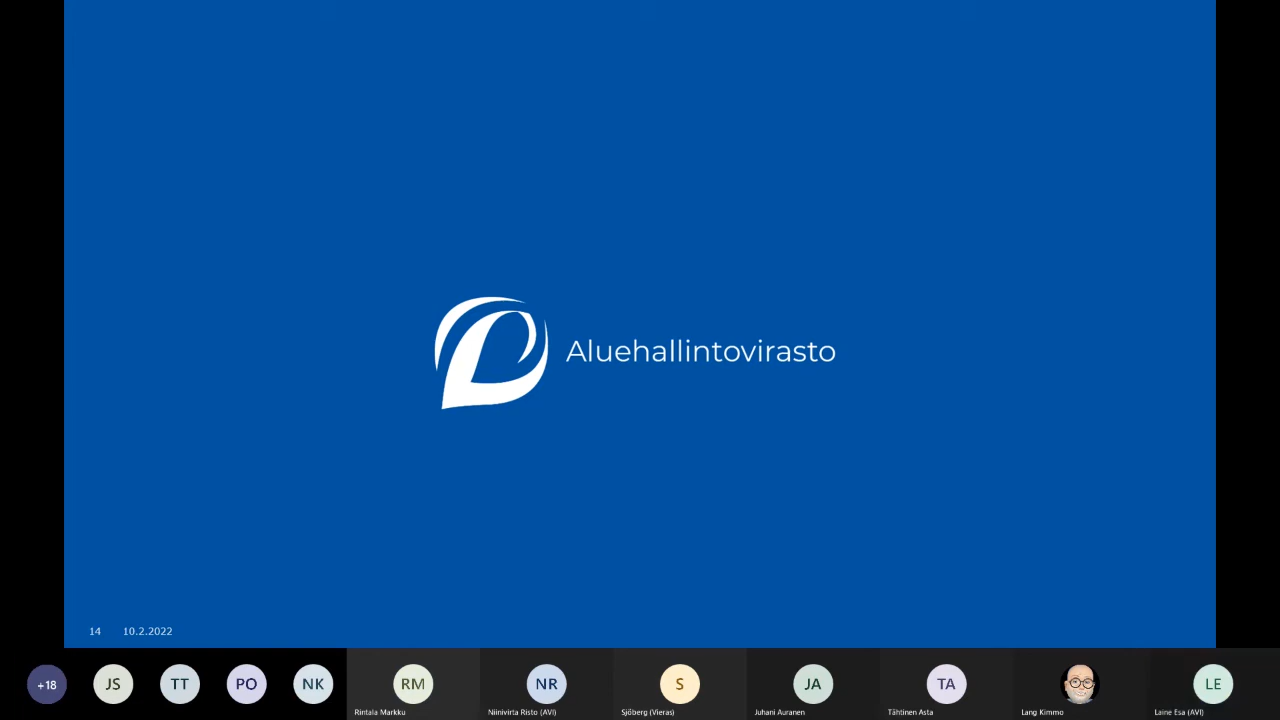 Aluehallintovirasto
14 10.2.2022
+18 JS TT PO NK RM NR S JA TA LE
Rintala Markku Niinivirta Risto (AVI) Sjöberg (Vieras) Juhani Auranen Tähtinen Asta Lang Kimmo Laine Esa (AVI)